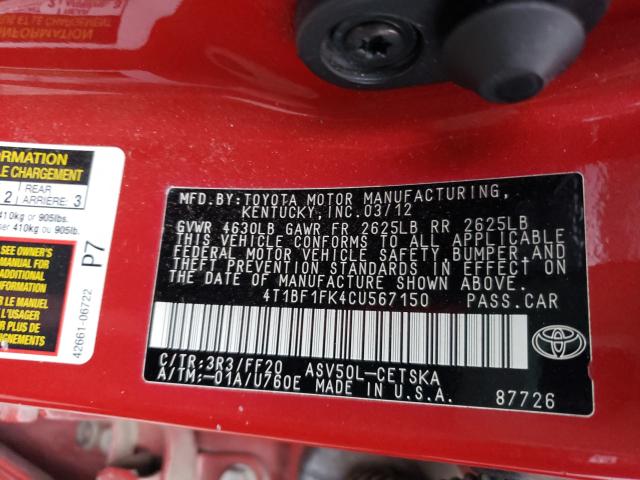 INFORMATION
ORMATION
LE CHARGEMENT
2 REAR ARRIÈRE: 3
410kg or 905lbs.
ser 410kg ou 905lb.
SEE OWNER'S
MANUAL FOR
ADDITIONAL
INFORMATION
LE MANUEL
L'USAGER
42661-06722
P7
MFD.BY:TOYOTA MOTOR MANUFACTURING,
KENTUCKY,INC.03/12
GVWR 4630LB GAWR FR 2625LB RR 2625LB
THIS VEHICLE CONFORMS TO ALL APPLICABLE
FEDERAL MOTOR VEHICLE SAFETY,BUMPER,AND
THEFT PREVENTION STANDARDS IN EFFECT ON
THE DATE OF MANUFACTURE SHOWN ABOVE.
4T1BF1FK4CU567150 PASS.CAR
C/TR:3R3/FF20 ASV50L-CETSKA
A/TM:-01A/U760E MADE IN U.S.A.
87726